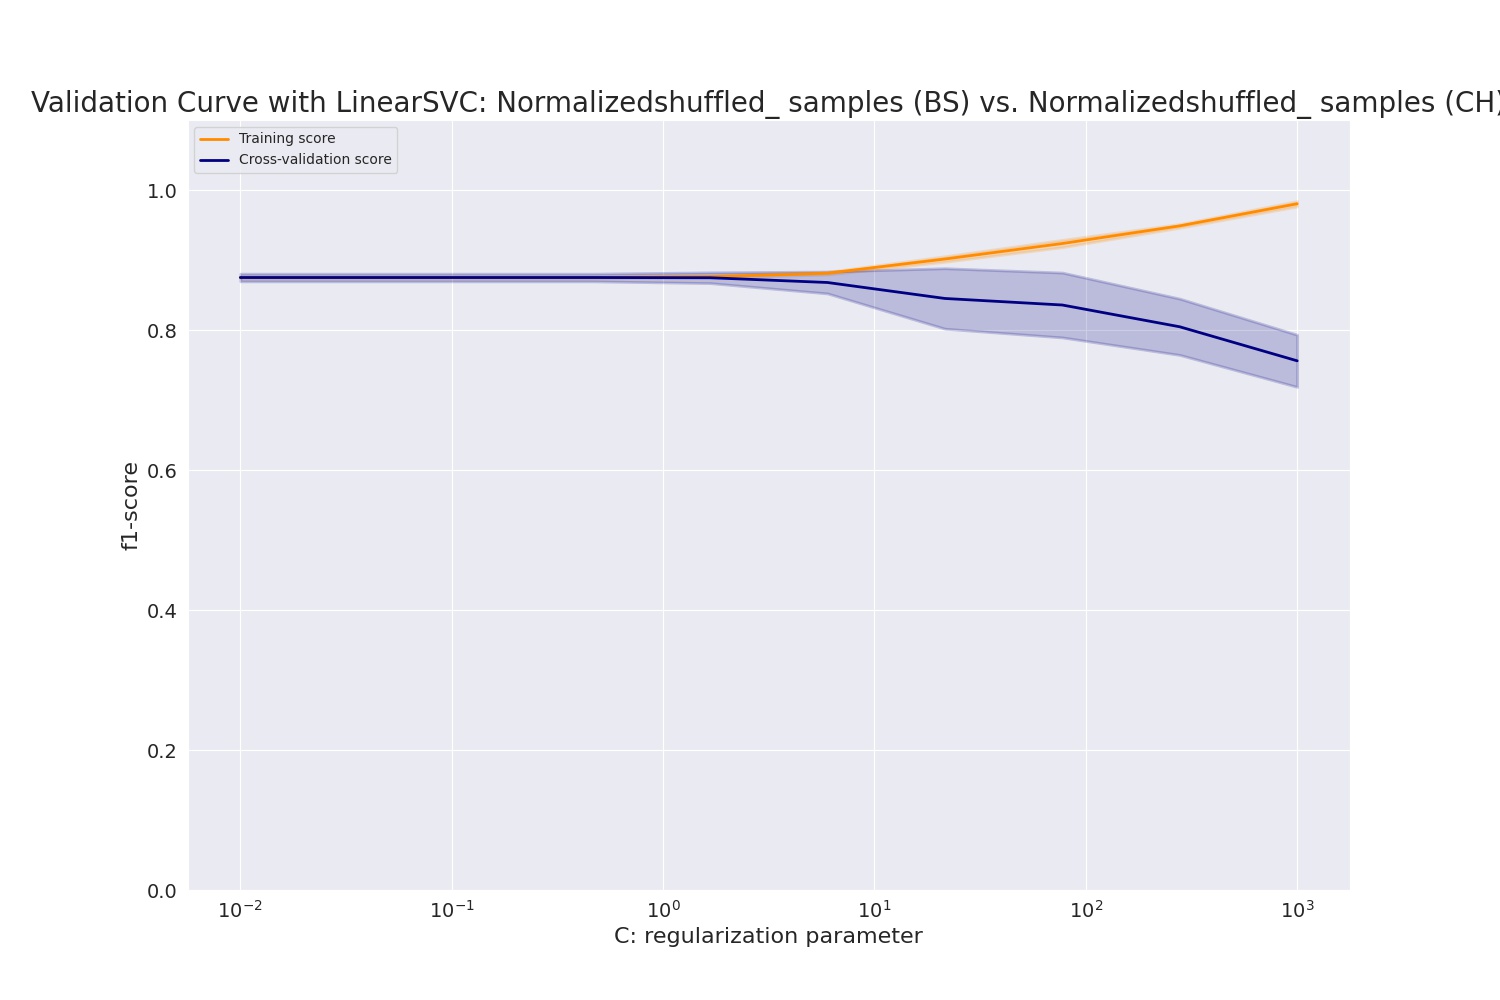 Validation Curve with LinearSVC: Normalizedshuffled_ samples (BS) vs. Normalizedshuffled_ samples (CH)
Training score
Cross-validation score
1.0
0.8
0.6
0.4
0.2
0.0
f1-score
10⁻² 10⁻¹ 10⁰ 10¹ 10² 10³
C: regularization parameter